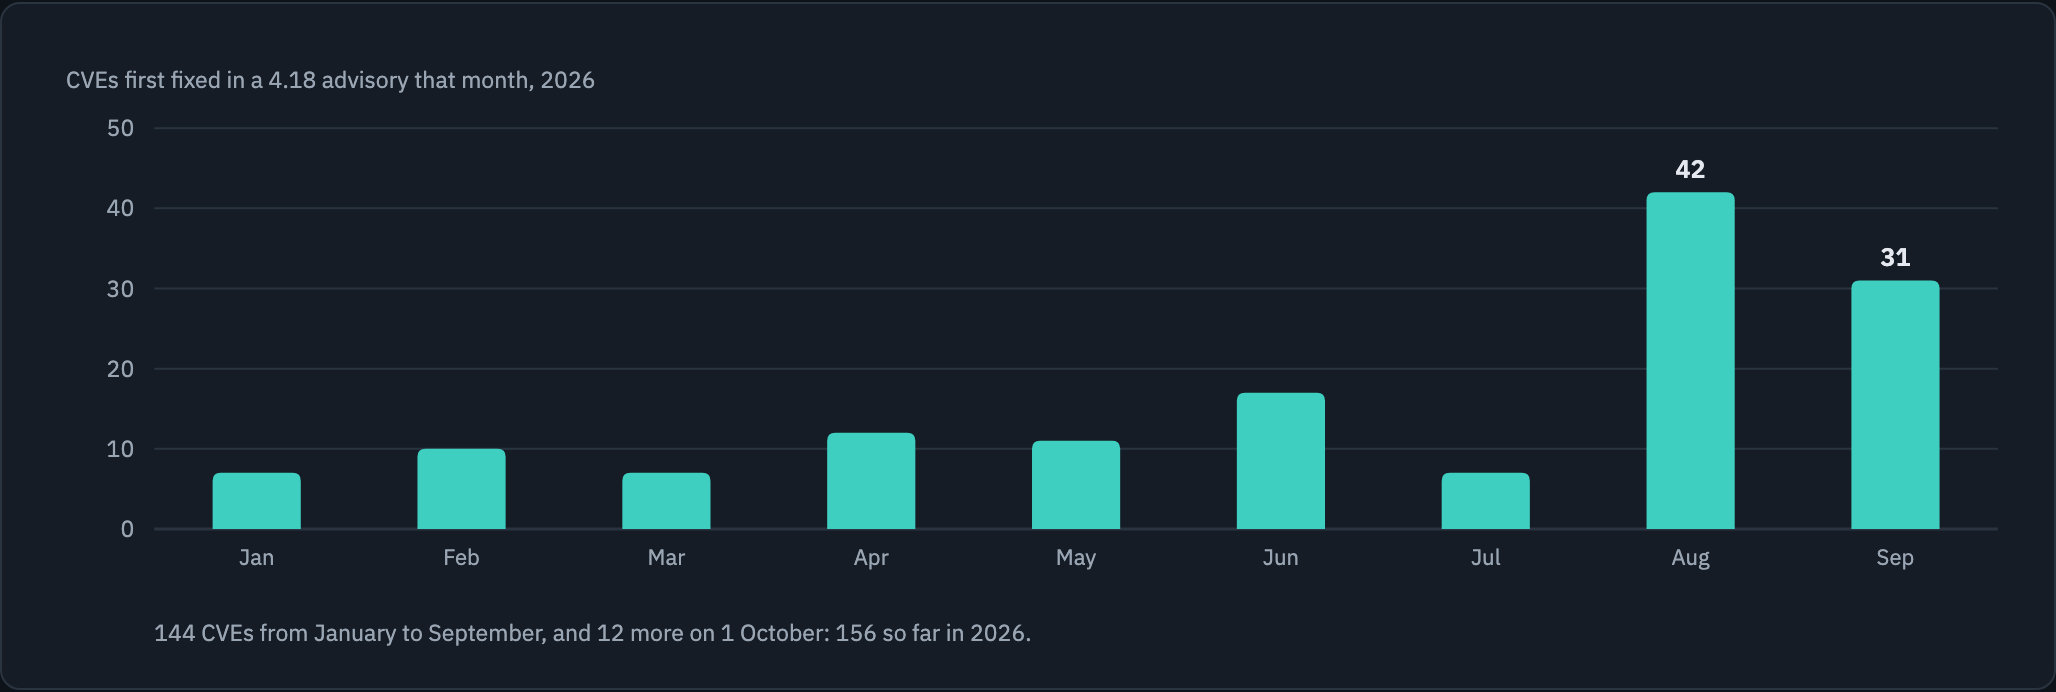 CVEs first fixed in a 4.18 advisory that month, 2026
50
42
40
31
30
20
10
0
Jan Feb Mar Apr May Jun Jul Aug Sep
144 CVEs from January to September, and 12 more on 1 October: 156 so far in 2026.